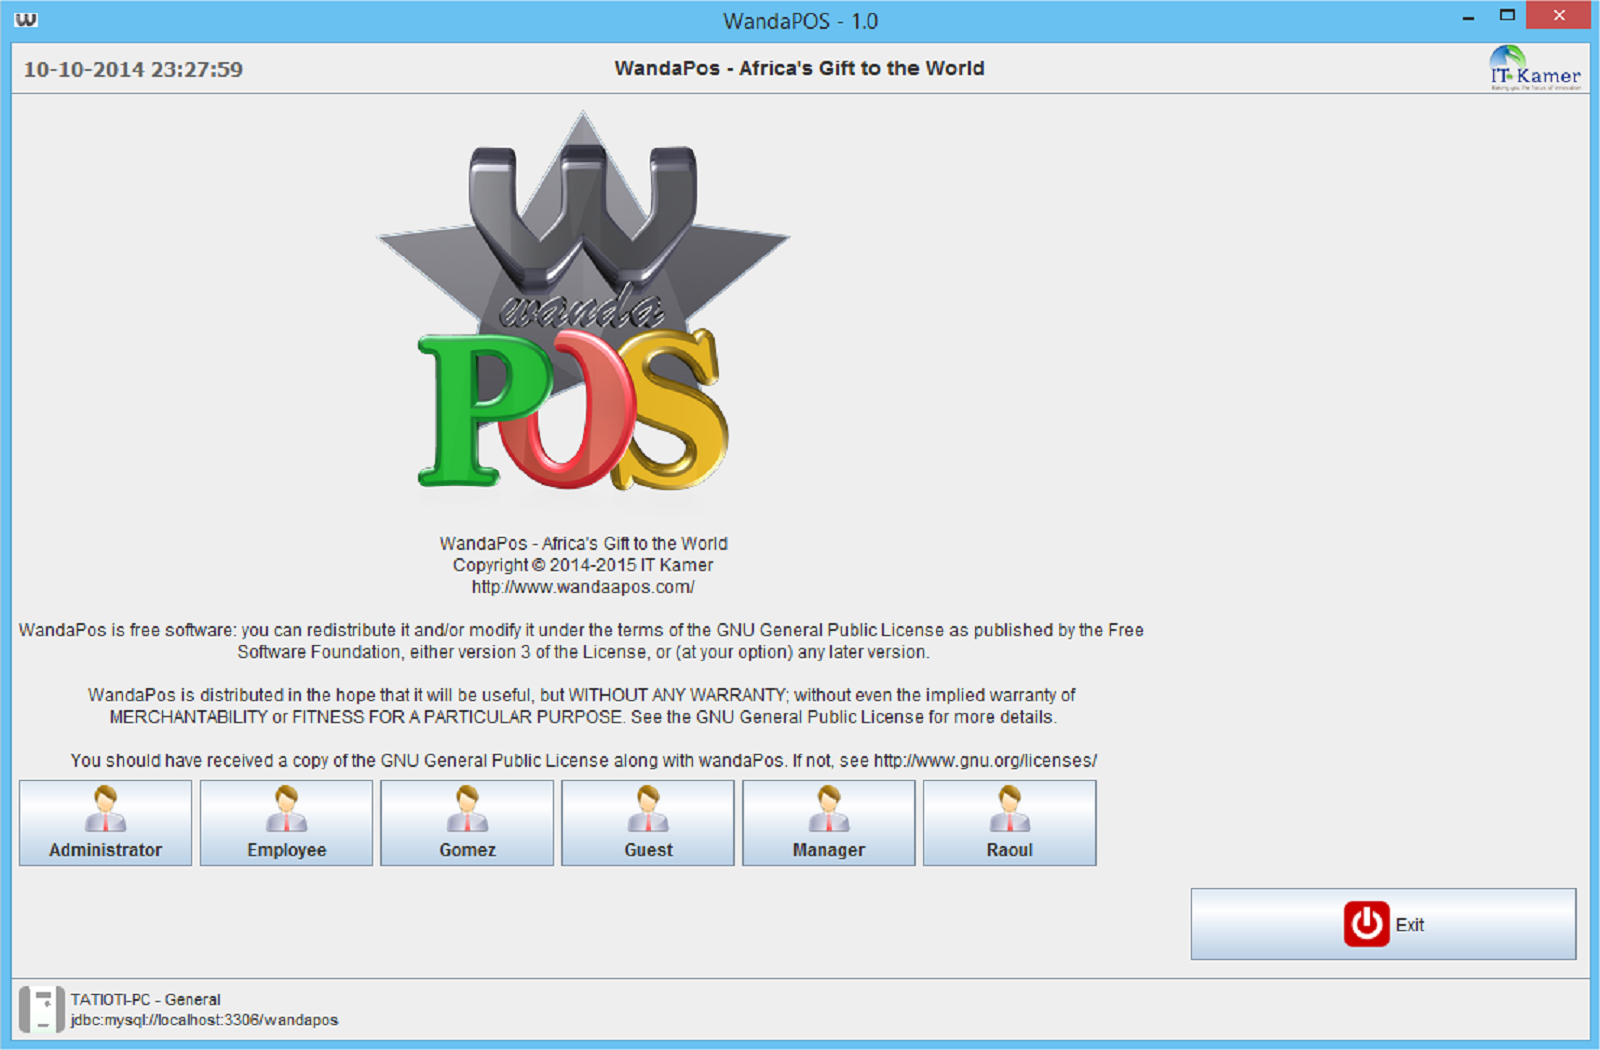 WandaPOS - 1.0
10-10-2014 23:27:59
WandaPos - Africa's Gift to the World
IT Kamer
W
wanda
POS
WandaPos - Africa's Gift to the World
Copyright © 2014-2015 IT Kamer
http://www.wandaapos.com/
WandaPos is free software: you can redistribute it and/or modify it under the terms of the GNU General Public License as published by the Free
Software Foundation, either version 3 of the License, or (at your option) any later version.
WandaPos is distributed in the hope that it will be useful, but WITHOUT ANY WARRANTY; without even the implied warranty of
MERCHANTABILITY or FITNESS FOR A PARTICULAR PURPOSE. See the GNU General Public License for more details.
You should have received a copy of the GNU General Public License along with wandaPos. If not, see http://www.gnu.org/licenses/
Administrator
Employee
Gomez
Guest
Manager
Raoul
Exit
TATIOTI-PC - General
jdbc:mysql://localhost:3306/wandapos